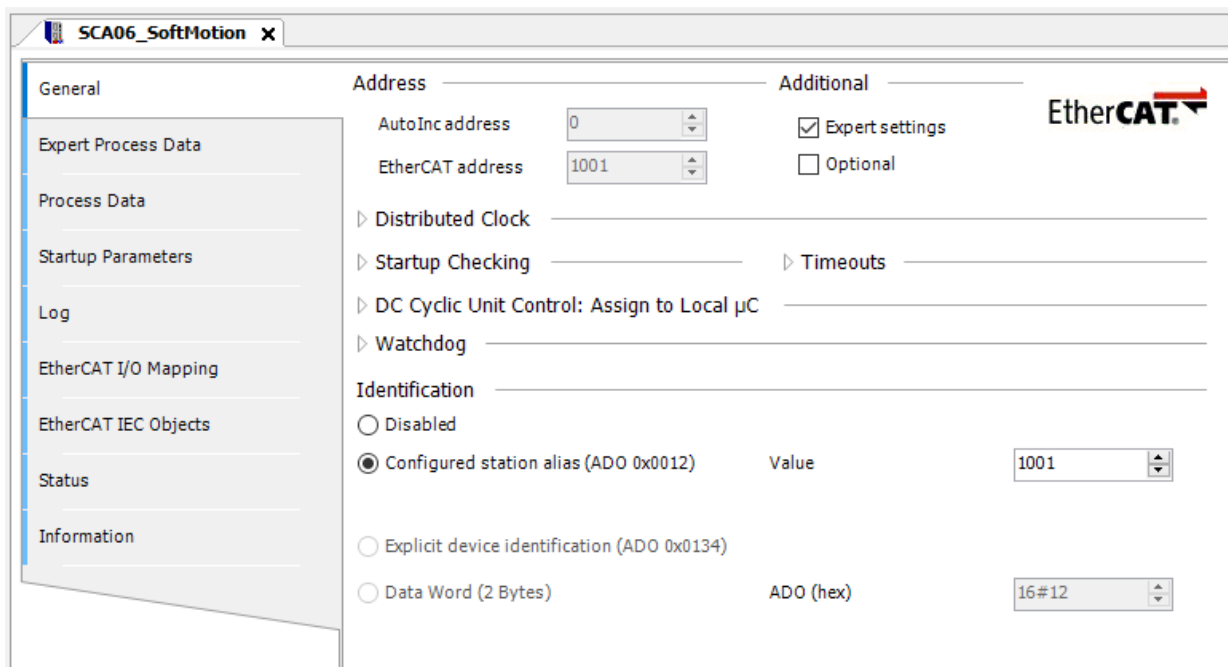 SCA06_SoftMotion
General
Expert Process Data
Process Data
Startup Parameters
Log
EtherCAT I/O Mapping
EtherCAT IEC Objects
Status
Information
Address
AutoInc address 0
EtherCAT address 1001
Additional
Expert settings
Optional
EtherCAT.
Distributed Clock
Startup Checking
Timeouts
DC Cyclic Unit Control: Assign to Local µC
Watchdog
Identification
Disabled
Configured station alias (ADO 0x0012) Value 1001
Explicit device identification (ADO 0x0134)
Data Word (2 Bytes) ADO (hex) 16#12